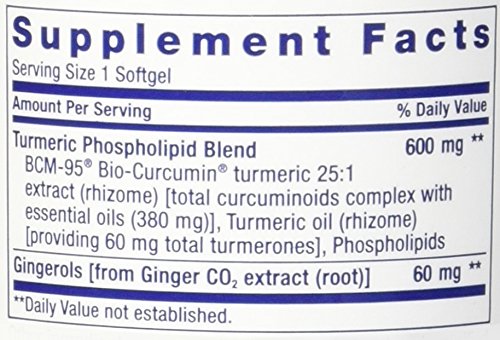 Supplement Facts
Serving Size 1 Softgel
Amount Per Serving % Daily Value
Turmeric Phospholipid Blend 600 mg **
BCM-95® Bio-Curcumin® turmeric 25:1
extract (rhizome) [total curcuminoids complex with
essential oils (380 mg)], Turmeric oil (rhizome)
[providing 60 mg total turmerones], Phospholipids
Gingerols [from Ginger CO₂ extract (root)] 60 mg **
**Daily Value not established.